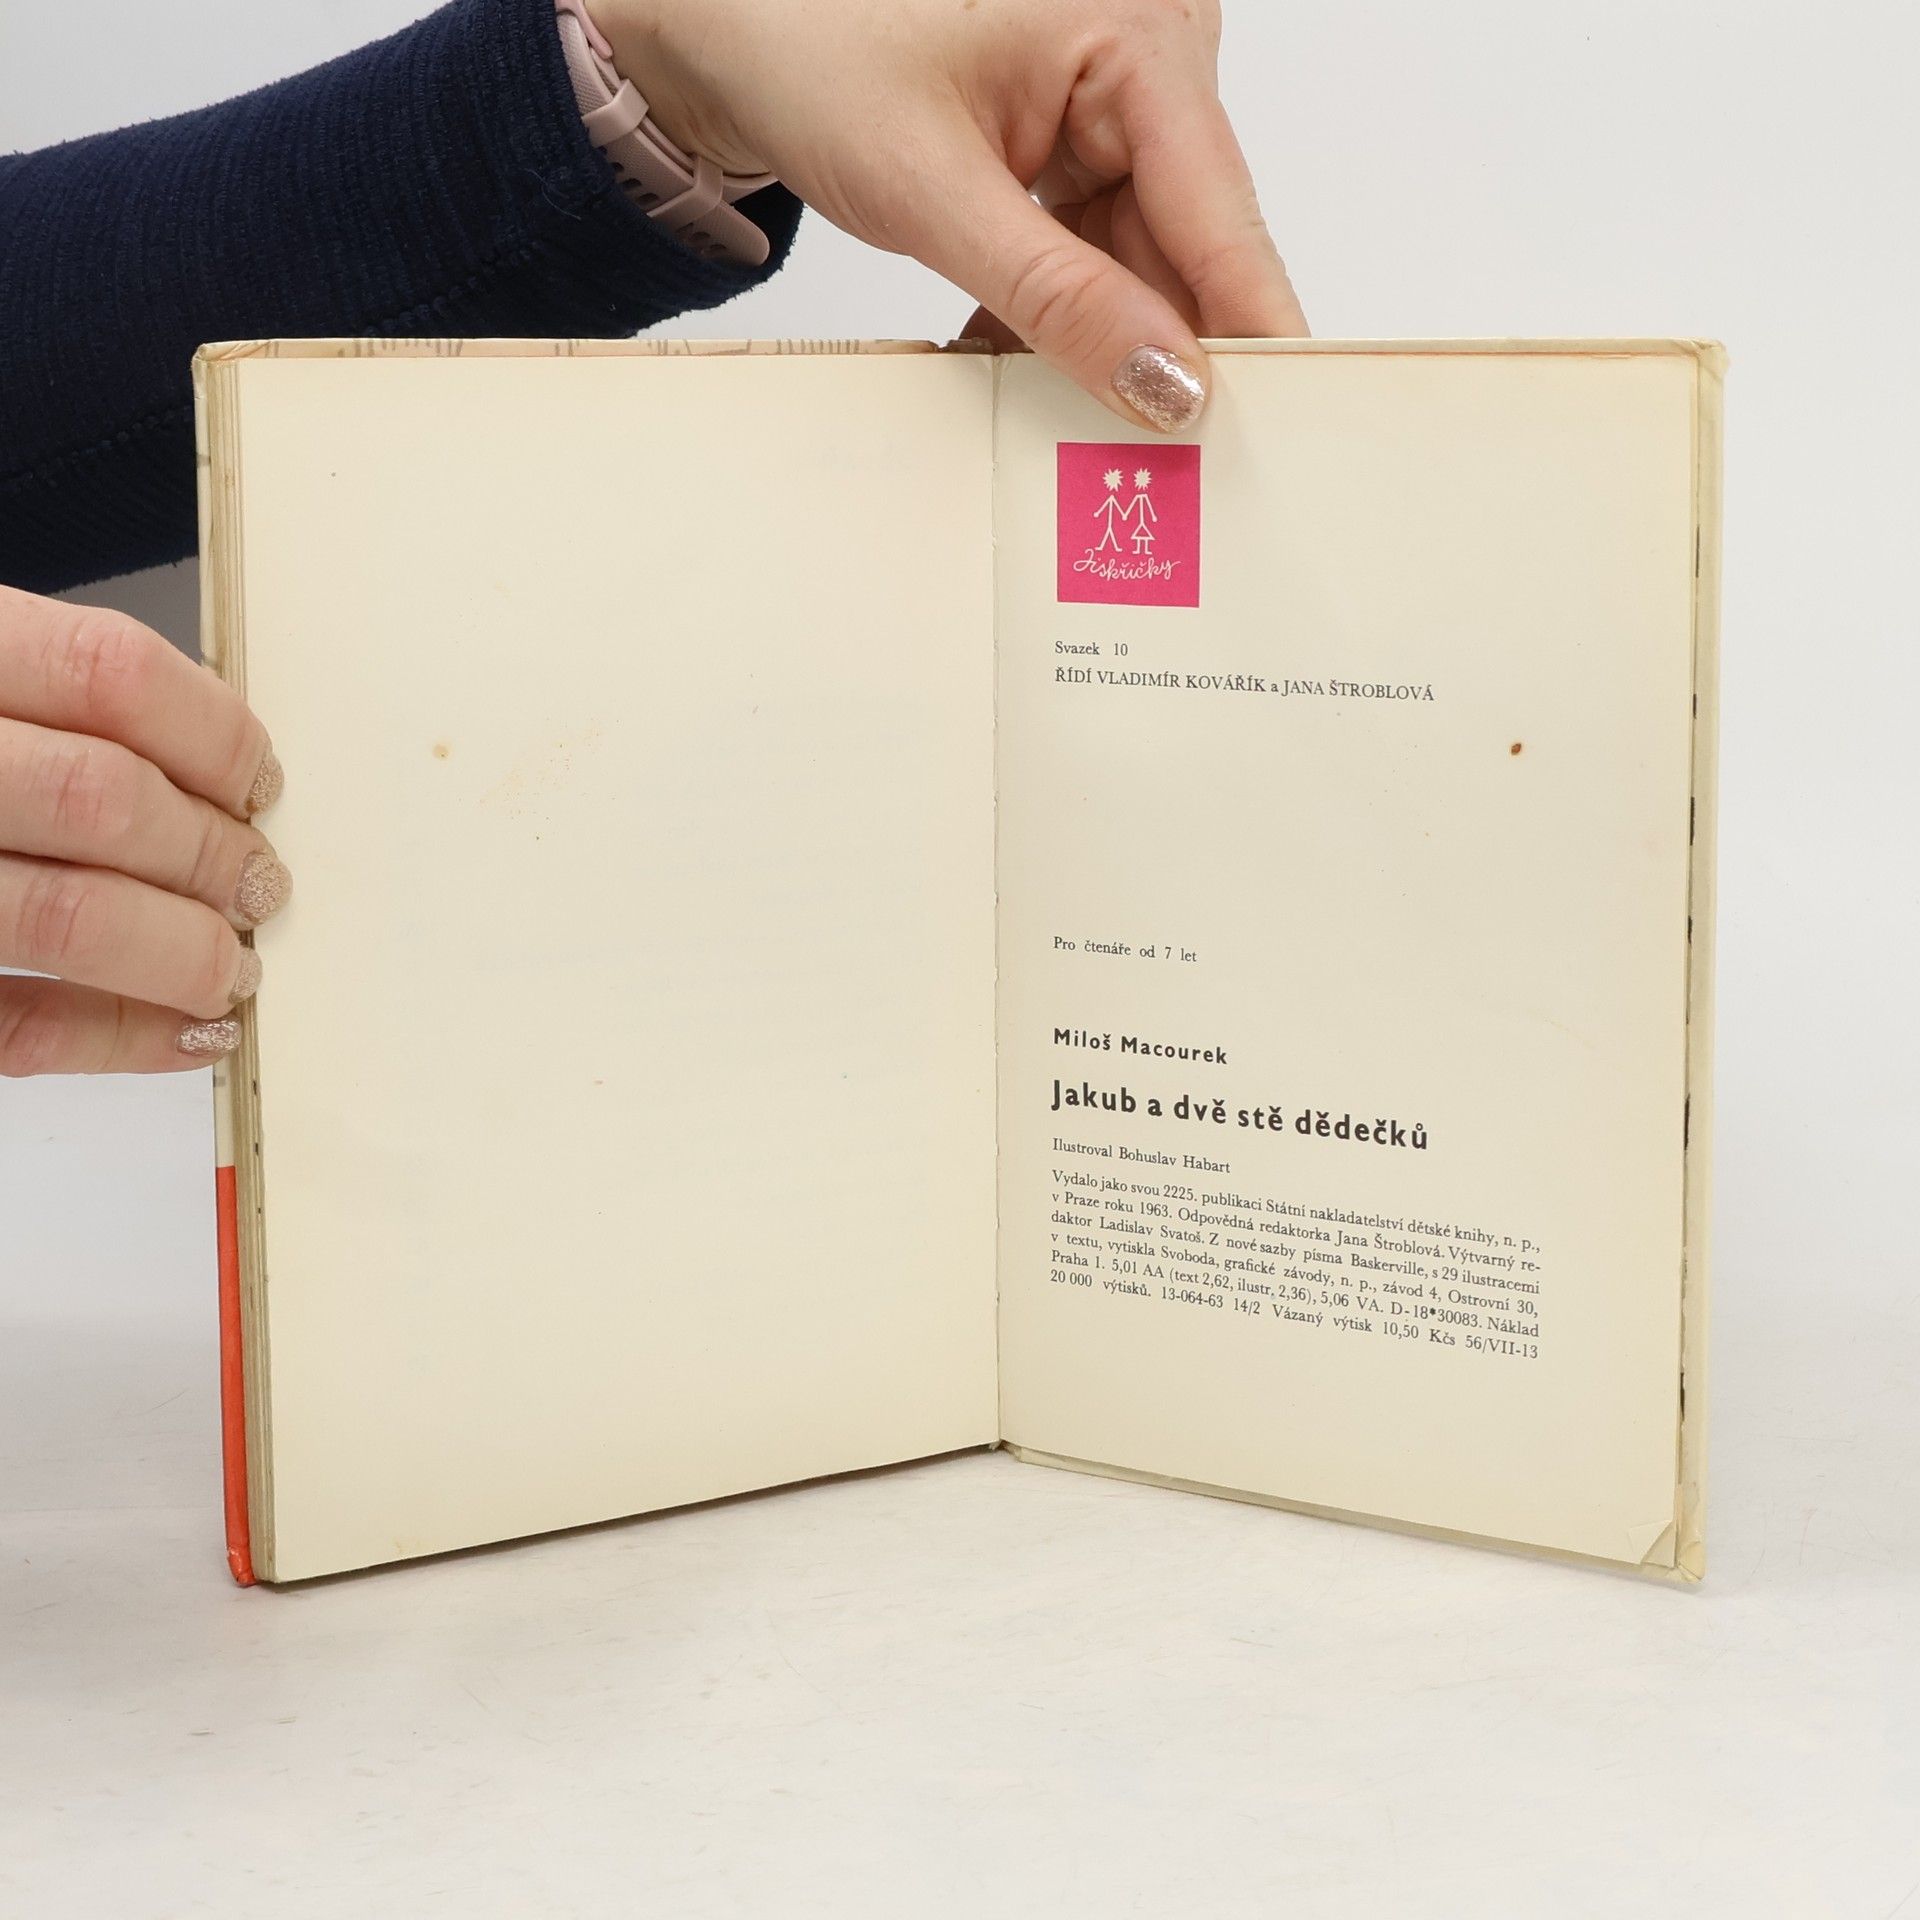 Jiskřičky
Svazek 10
ŘÍDÍ VLADIMÍR KOVÁŘÍK a JANA ŠTROBLOVÁ
Pro čtenáře od 7 let
Miloš Macourek
Jakub a dvě stě dědečků
Ilustroval Bohuslav Habart
Vydalo jako svou 2225. publikaci Státní nakladatelství dětské knihy, n. p.,
v Praze roku 1963. Odpovědná redaktorka Jana Štroblová. Výtvarný re-
daktor Ladislav Svatoš. Z nové sazby písma Baskerville, s 29 ilustracemi
v textu, vytiskla Svoboda, grafické závody, n. p., závod 4, Ostrovní 30,
Praha 1. 5,01 AA (text 2,62, ilustr. 2,36), 5,06 VA. D-18*30083. Náklad
20 000 výtisků. 13-064-63 14/2 Vázaný výtisk 10,50 Kčs 56/VII-13